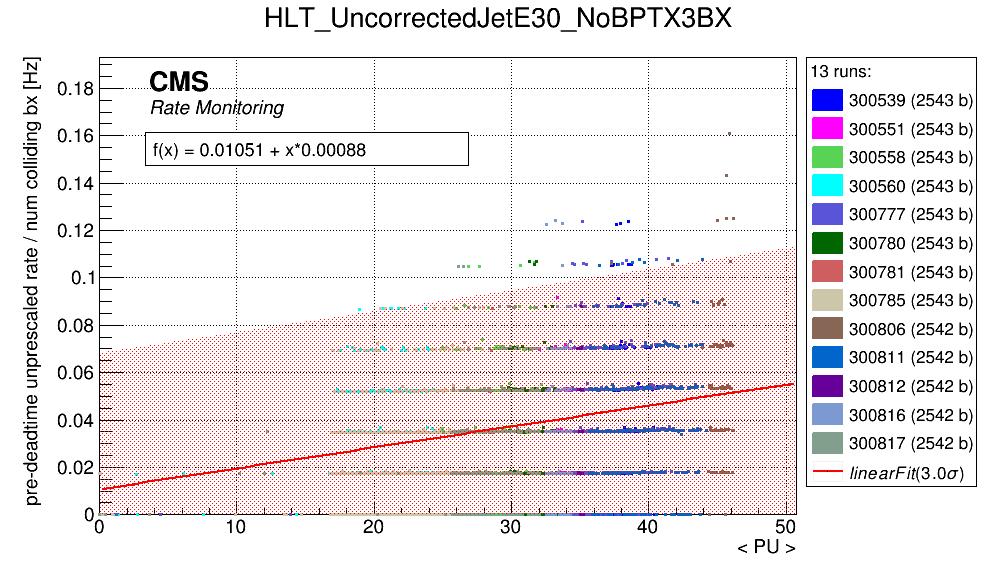 HLT_UncorrectedJetE30_NoBPTX3BX
pre-deadtime unprescaled rate / num colliding bx [Hz]
CMS
Rate Monitoring
f(x) = 0.01051 + x*0.00088
0.18
0.16
0.14
0.12
0.1
0.08
0.06
0.04
0.02
0
0 10 20 30 40 50
< PU >
13 runs:
300539 (2543 b)
300551 (2543 b)
300558 (2543 b)
300560 (2543 b)
300777 (2543 b)
300780 (2543 b)
300781 (2543 b)
300785 (2543 b)
300806 (2542 b)
300811 (2542 b)
300812 (2542 b)
300816 (2542 b)
300817 (2542 b)
linearFit(3.0σ)